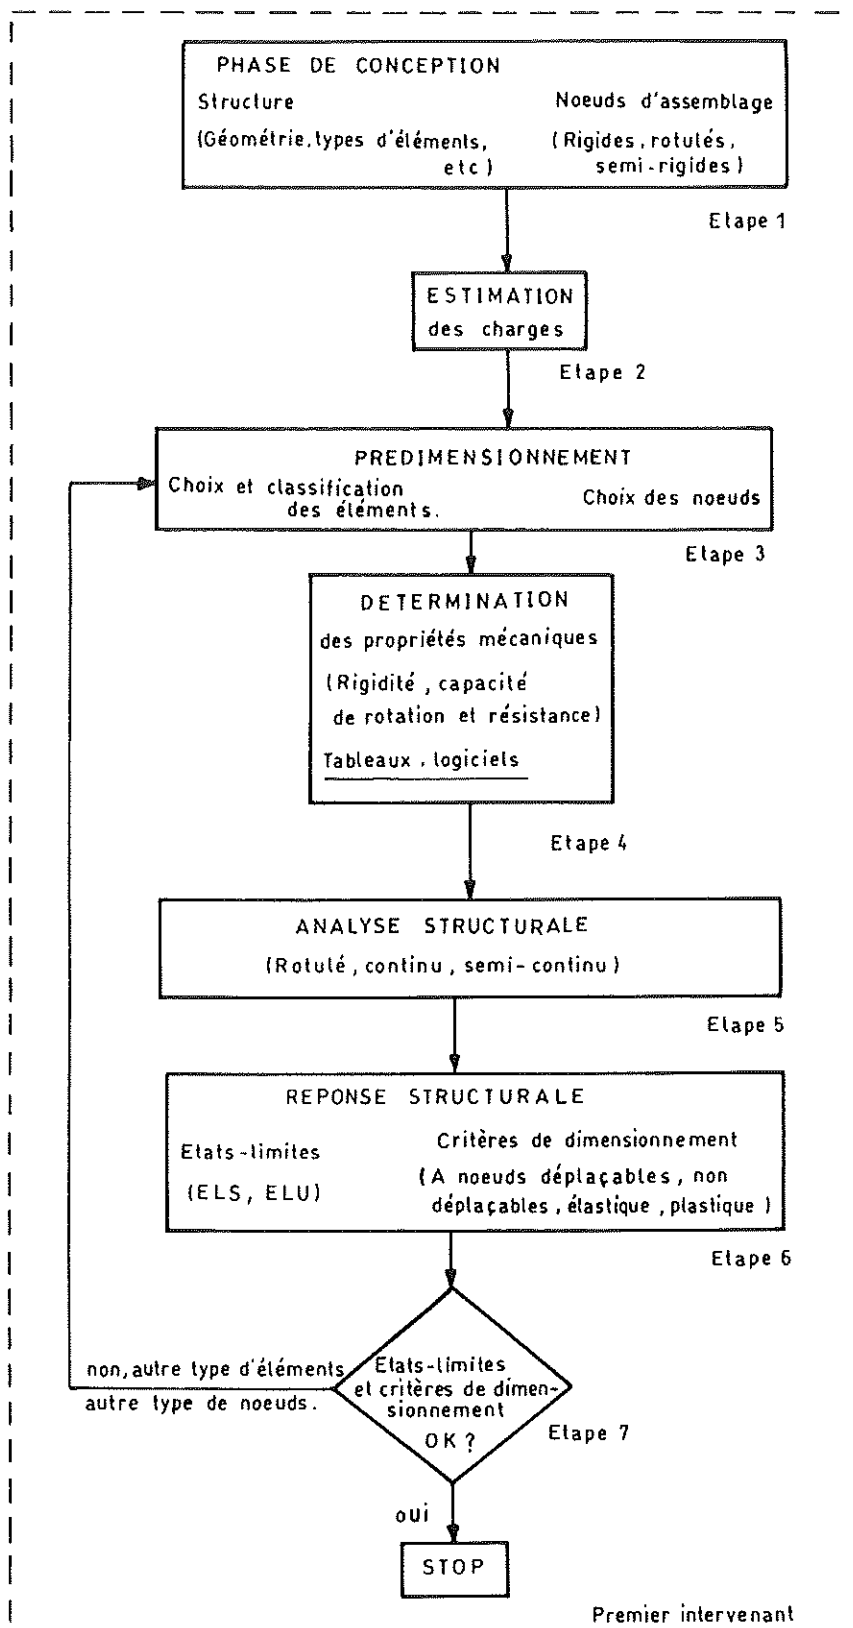 PHASE DE CONCEPTION
Structure
(Géométrie, types d'éléments,
etc)
Noeuds d'assemblage
(Rigides, rotulés,
semi-rigides)
Etape 1
ESTIMATION
des charges
Etape 2
PREDIMENSIONNEMENT
Choix et classification
des éléments.
Choix des noeuds
Etape 3
DETERMINATION
des propriétés mécaniques
(Rigidité, capacité
de rotation et résistance)
Tableaux, logiciels
Etape 4
ANALYSE STRUCTURALE
(Rotulé, continu, semi-continu)
Etape 5
REPONSE STRUCTURALE
Etats-limites
(ELS, ELU)
Critères de dimensionnement
(A noeuds déplaçables, non
déplaçables, élastique, plastique)
Etape 6
non, autre type d'éléments
autre type de noeuds.
Etats-limites
et critères de dimen-
sionnement
OK ?
Etape 7
oui
STOP
Premier intervenant